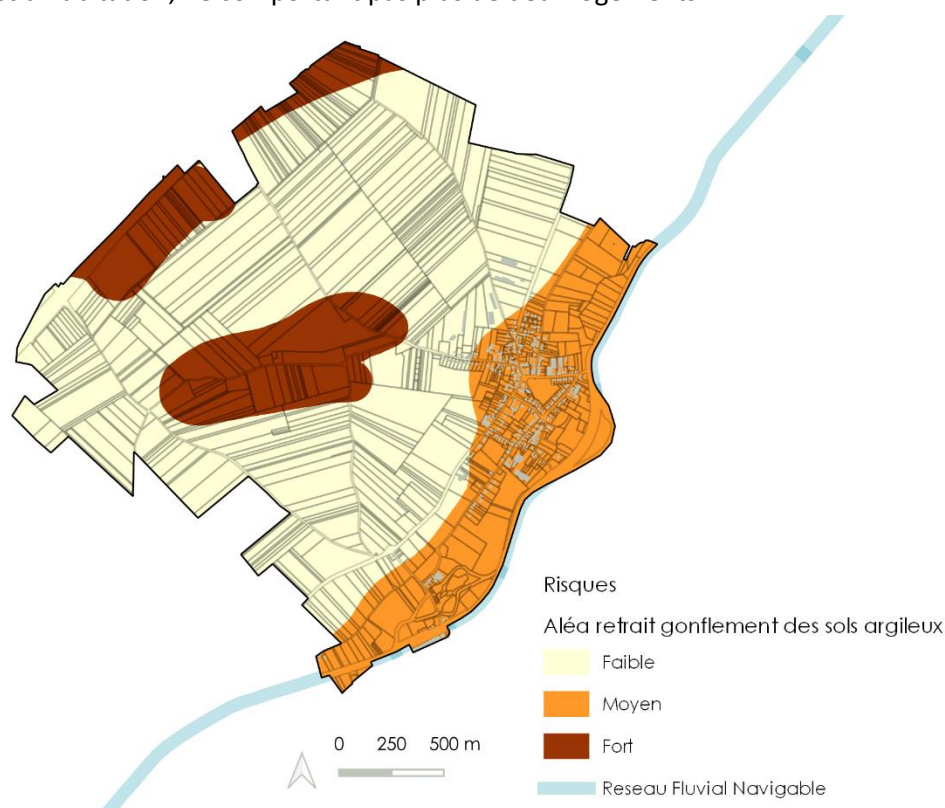 Risques
Aléa retrait gonflement des sols argileux
Faible
Moyen
Fort
0 250 500 m
Reseau Fluvial Navigable